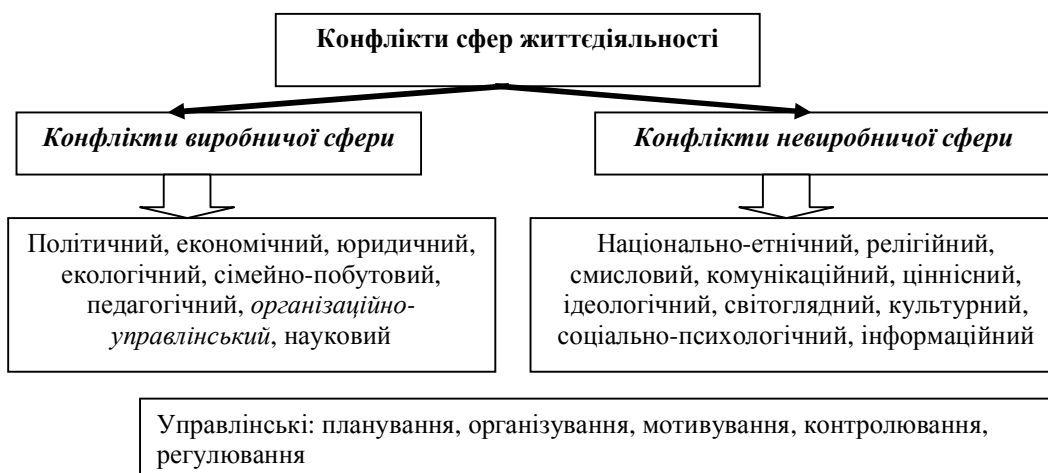 Конфлікти сфер життєдіяльності
Конфлікти виробничої сфери
Конфлікти невиробничої сфери
Політичний, економічний, юридичний,
екологічний, сімейно-побутовий,
педагогічний, організаційно-
управлінський, науковий
Національно-етнічний, релігійний,
смисловий, комунікаційний, ціннісний,
ідеологічний, світоглядний, культурний,
соціально-психологічний, інформаційний
Управлінські: планування, організування, мотивування, контролювання,
регулювання